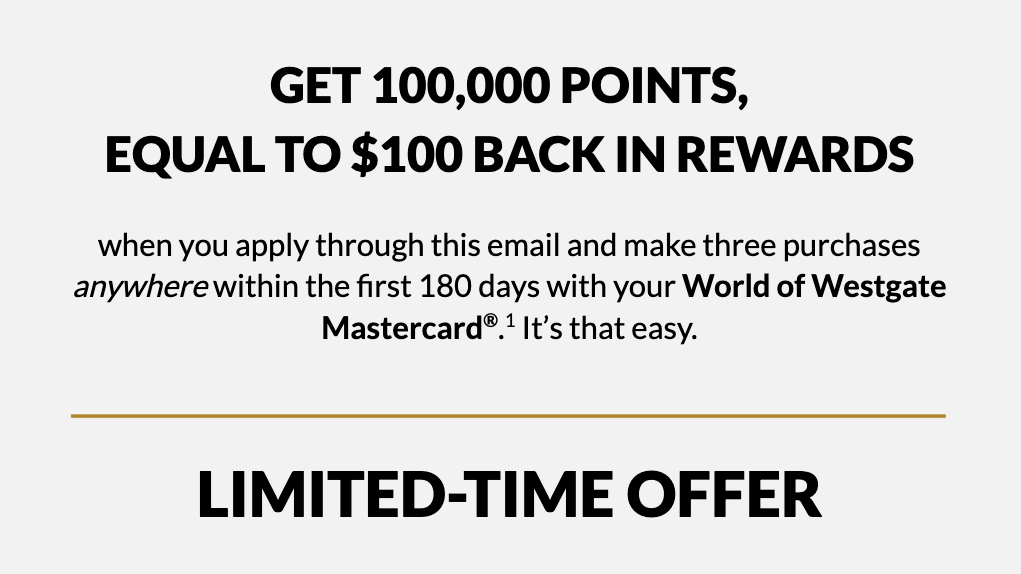 GET 100,000 POINTS,
EQUAL TO $100 BACK IN REWARDS
when you apply through this email and make three purchases
anywhere within the first 180 days with your World of Westgate
Mastercard®.¹ It’s that easy.
LIMITED-TIME OFFER